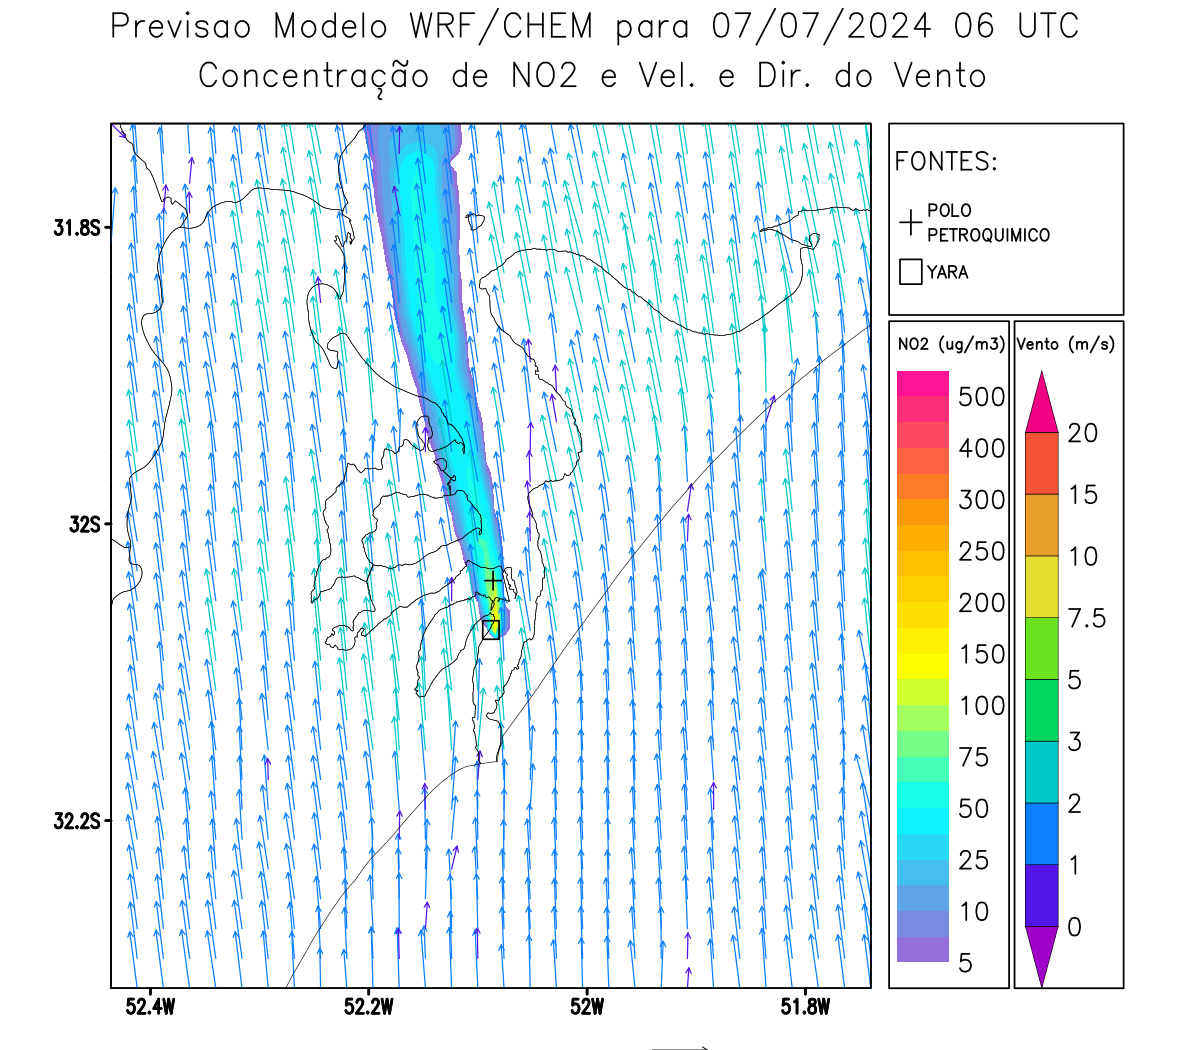 Previsao Modelo WRF/CHEM para 07/07/2024 06 UTC
Concentração de NO2 e Vel. e Dir. do Vento
FONTES:
POLO
PETROQUIMICO
YARA
31.8S
32S
32.2S
52.4W
52.2W
52W
51.8W
NO2 (ug/m3)
500
400
300
250
200
150
100
75
50
25
10
5
Vento (m/s)
20
15
10
7.5
5
3
2
1
0